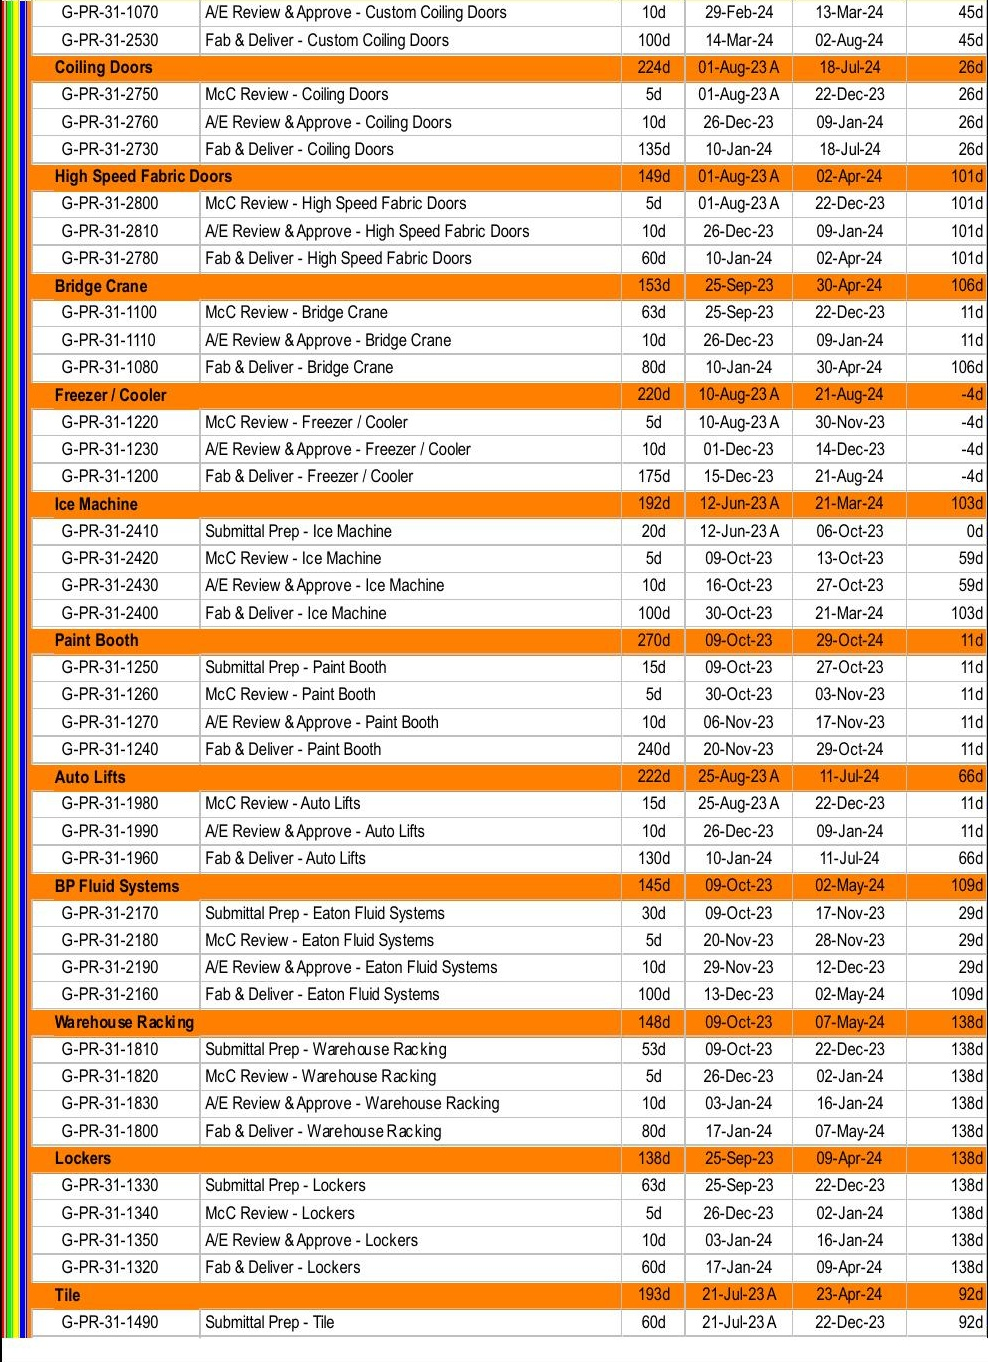 G-PR-31-1070 A/E Review & Approve - Custom Coiling Doors 10d 29-Feb-24 13-Mar-24 45d
G-PR-31-2530 Fab & Deliver - Custom Coiling Doors 100d 14-Mar-24 02-Aug-24 45d
Coiling Doors 224d 01-Aug-23 A 18-Jul-24 26d
G-PR-31-2750 McC Review - Coiling Doors 5d 01-Aug-23 A 22-Dec-23 26d
G-PR-31-2760 A/E Review & Approve - Coiling Doors 10d 26-Dec-23 09-Jan-24 26d
G-PR-31-2730 Fab & Deliver - Coiling Doors 135d 10-Jan-24 18-Jul-24 26d
High Speed Fabric Doors 149d 01-Aug-23 A 02-Apr-24 101d
G-PR-31-2800 McC Review - High Speed Fabric Doors 5d 01-Aug-23 A 22-Dec-23 101d
G-PR-31-2810 A/E Review & Approve - High Speed Fabric Doors 10d 26-Dec-23 09-Jan-24 101d
G-PR-31-2780 Fab & Deliver - High Speed Fabric Doors 60d 10-Jan-24 02-Apr-24 101d
Bridge Crane 153d 25-Sep-23 30-Apr-24 106d
G-PR-31-1100 McC Review - Bridge Crane 63d 25-Sep-23 22-Dec-23 11d
G-PR-31-1110 A/E Review & Approve - Bridge Crane 10d 26-Dec-23 09-Jan-24 11d
G-PR-31-1080 Fab & Deliver - Bridge Crane 80d 10-Jan-24 30-Apr-24 106d
Freezer / Cooler 220d 10-Aug-23 A 21-Aug-24 -4d
G-PR-31-1220 McC Review - Freezer / Cooler 5d 10-Aug-23 A 30-Nov-23 -4d
G-PR-31-1230 A/E Review & Approve - Freezer / Cooler 10d 01-Dec-23 14-Dec-23 -4d
G-PR-31-1200 Fab & Deliver - Freezer / Cooler 175d 15-Dec-23 21-Aug-24 -4d
Ice Machine 192d 12-Jun-23 A 21-Mar-24 103d
G-PR-31-2410 Submittal Prep - Ice Machine 20d 12-Jun-23 A 06-Oct-23 0d
G-PR-31-2420 McC Review - Ice Machine 5d 09-Oct-23 13-Oct-23 59d
G-PR-31-2430 A/E Review & Approve - Ice Machine 10d 16-Oct-23 27-Oct-23 59d
G-PR-31-2400 Fab & Deliver - Ice Machine 100d 30-Oct-23 21-Mar-24 103d
Paint Booth 270d 09-Oct-23 29-Oct-24 11d
G-PR-31-1250 Submittal Prep - Paint Booth 15d 09-Oct-23 27-Oct-23 11d
G-PR-31-1260 McC Review - Paint Booth 5d 30-Oct-23 03-Nov-23 11d
G-PR-31-1270 A/E Review & Approve - Paint Booth 10d 06-Nov-23 17-Nov-23 11d
G-PR-31-1240 Fab & Deliver - Paint Booth 240d 20-Nov-23 29-Oct-24 11d
Auto Lifts 222d 25-Aug-23 A 11-Jul-24 66d
G-PR-31-1980 McC Review - Auto Lifts 15d 25-Aug-23 A 22-Dec-23 11d
G-PR-31-1990 A/E Review & Approve - Auto Lifts 10d 26-Dec-23 09-Jan-24 11d
G-PR-31-1960 Fab & Deliver - Auto Lifts 130d 10-Jan-24 11-Jul-24 66d
BP Fluid Systems 145d 09-Oct-23 02-May-24 109d
G-PR-31-2170 Submittal Prep - Eaton Fluid Systems 30d 09-Oct-23 17-Nov-23 29d
G-PR-31-2180 McC Review - Eaton Fluid Systems 5d 20-Nov-23 28-Nov-23 29d
G-PR-31-2190 A/E Review & Approve - Eaton Fluid Systems 10d 29-Nov-23 12-Dec-23 29d
G-PR-31-2160 Fab & Deliver - Eaton Fluid Systems 100d 13-Dec-23 02-May-24 109d
Warehouse Racking 148d 09-Oct-23 07-May-24 138d
G-PR-31-1810 Submittal Prep - Warehouse Racking 53d 09-Oct-23 22-Dec-23 138d
G-PR-31-1820 McC Review - Warehouse Racking 5d 26-Dec-23 02-Jan-24 138d
G-PR-31-1830 A/E Review & Approve - Warehouse Racking 10d 03-Jan-24 16-Jan-24 138d
G-PR-31-1800 Fab & Deliver - Warehouse Racking 80d 17-Jan-24 07-May-24 138d
Lockers 138d 25-Sep-23 09-Apr-24 138d
G-PR-31-1330 Submittal Prep - Lockers 63d 25-Sep-23 22-Dec-23 138d
G-PR-31-1340 McC Review - Lockers 5d 26-Dec-23 02-Jan-24 138d
G-PR-31-1350 A/E Review & Approve - Lockers 10d 03-Jan-24 16-Jan-24 138d
G-PR-31-1320 Fab & Deliver - Lockers 60d 17-Jan-24 09-Apr-24 138d
Tile 193d 21-Jul-23 A 23-Apr-24 92d
G-PR-31-1490 Submittal Prep - Tile 60d 21-Jul-23 A 22-Dec-23 92d